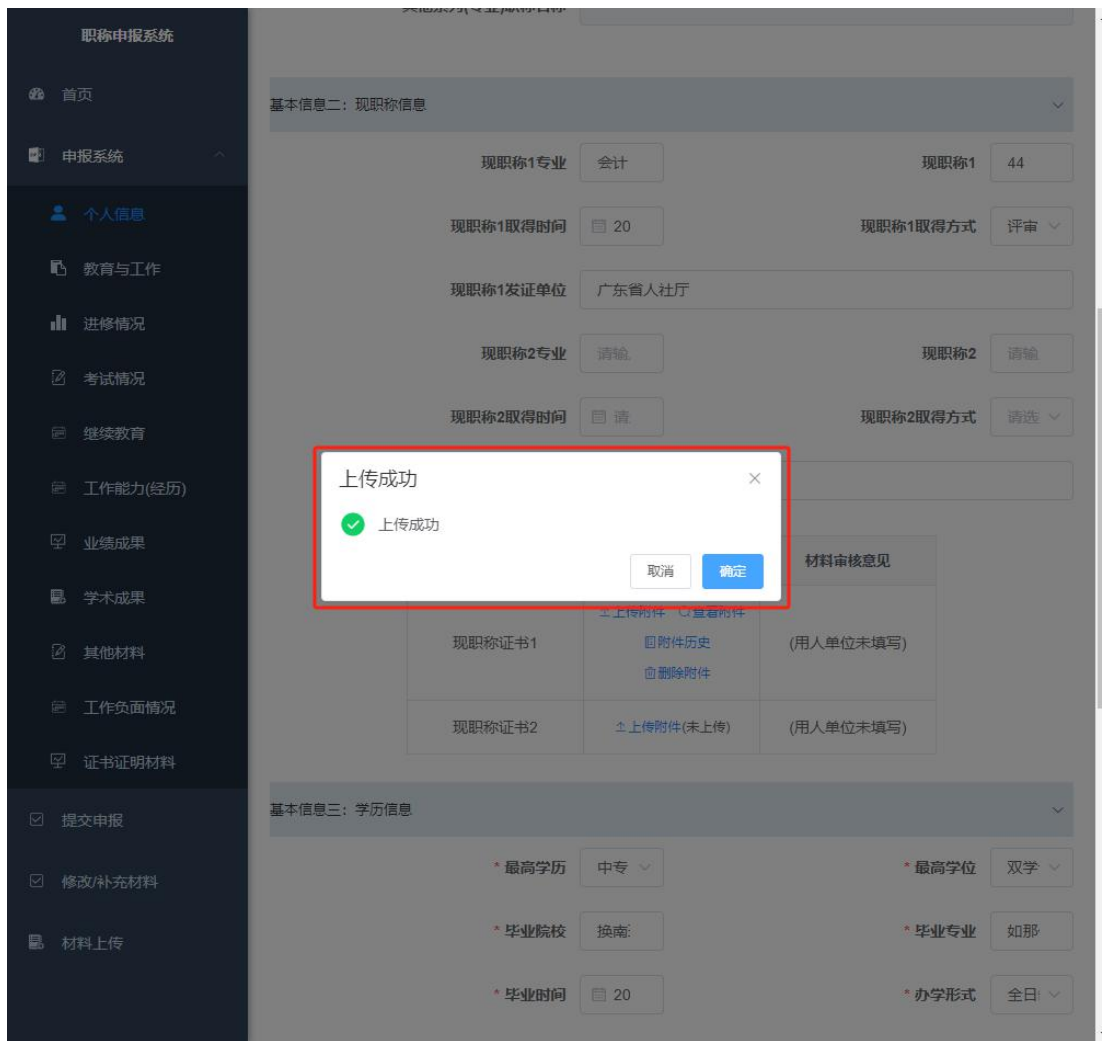 职称申报系统
首页
申报系统
个人信息
教育与工作
进修情况
考试情况
继续教育
工作能力(经历)
业绩成果
学术成果
其他材料
工作负面情况
证书证明材料
提交申报
修改/补充材料
材料上传
基本信息二：现职称信息
现职称1专业 会计 现职称1 44
现职称1取得时间 20 现职称1取得方式 评审
现职称1发证单位 广东省人社厅
现职称2专业 请输 现职称2 请输
现职称2取得时间 请 现职称2取得方式 请选
上传成功
上传成功
取消 确定
材料审核意见
上传附件 查看附件
现职称证书1 附件历史 (用人单位未填写)
删除附件
现职称证书2 上传附件(未上传) (用人单位未填写)
基本信息三：学历信息
* 最高学历 中专 * 最高学位 双学
* 毕业院校 换南 * 毕业专业 如那
* 毕业时间 20 * 办学形式 全日